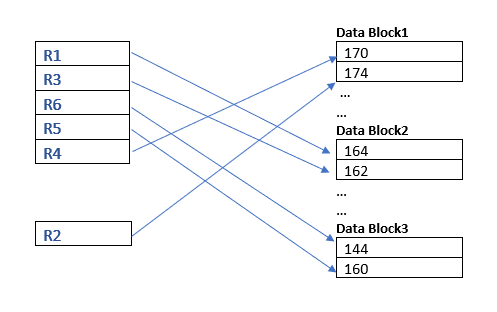 R1
R3
R6
R5
R4
R2
Data Block1
170
174
...
...
Data Block2
164
162
...
...
Data Block3
144
160